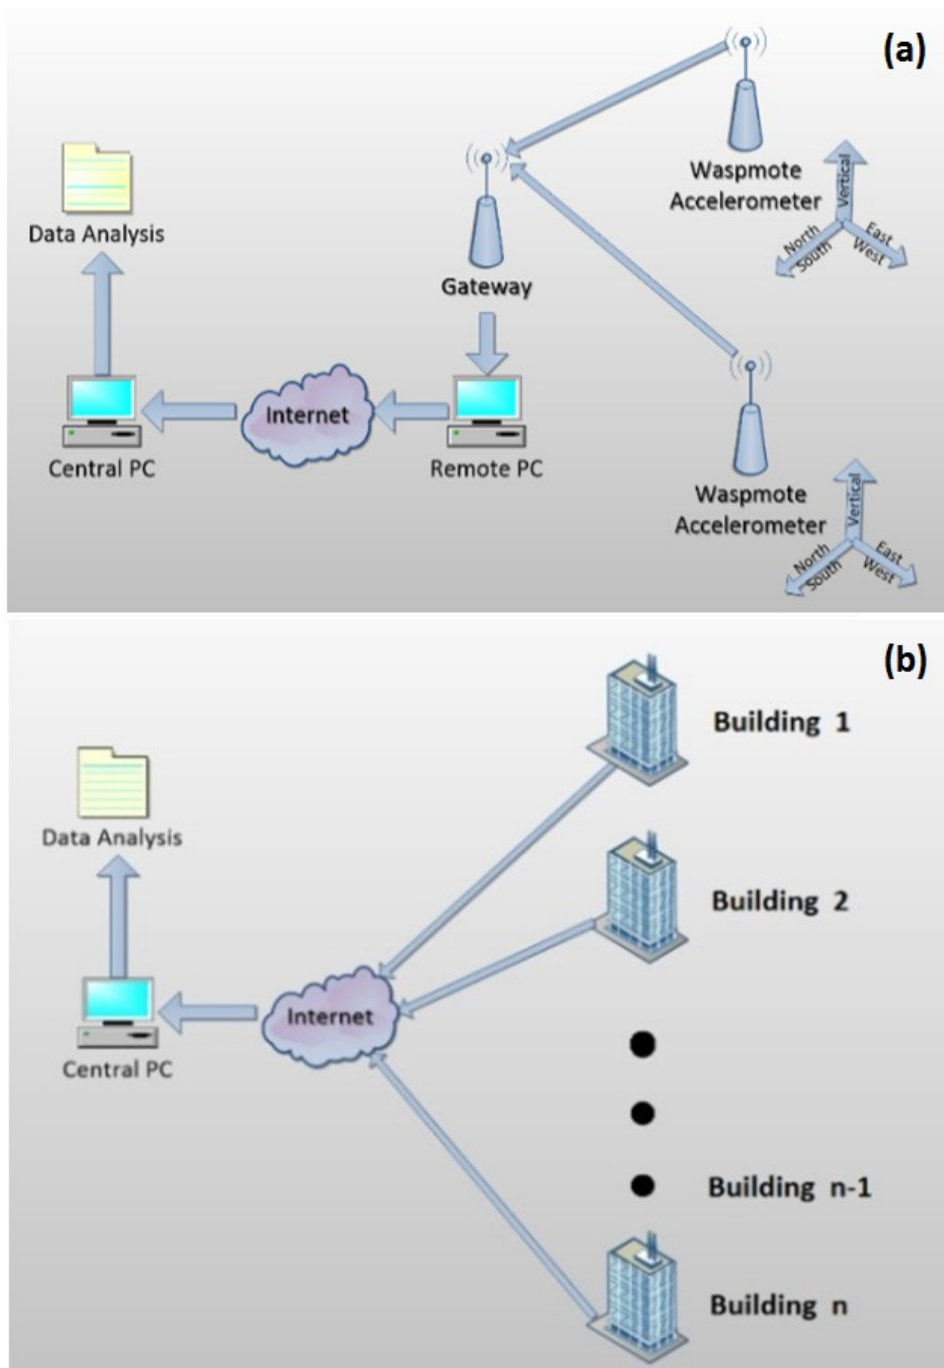 (a)
Waspmote
Accelerometer
Vertical
North
South
East
West
Data Analysis
Gateway
Internet
Central PC
Remote PC
Waspmote
Accelerometer
Vertical
North
South
East
West
(b)
Building 1
Data Analysis
Building 2
Internet
Central PC
Building n-1
Building n